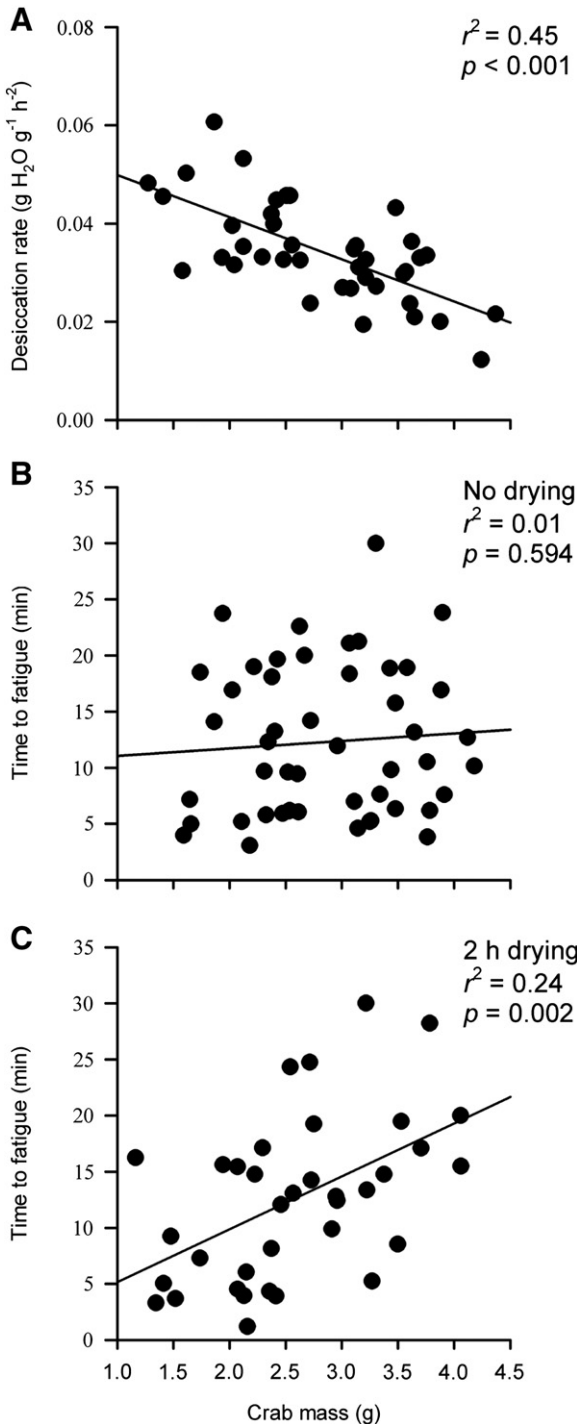 A
0.08
r² = 0.45
p < 0.001
0.06
Desiccation rate (g H₂O g⁻¹ h⁻²)
0.04
0.02
0.00
B
No drying
35
r² = 0.01
30
p = 0.594
25
Time to fatigue (min)
20
15
10
5
0
C
2 h drying
35
r² = 0.24
30
p = 0.002
25
Time to fatigue (min)
20
15
10
5
0
1.0 1.5 2.0 2.5 3.0 3.5 4.0 4.5
Crab mass (g)